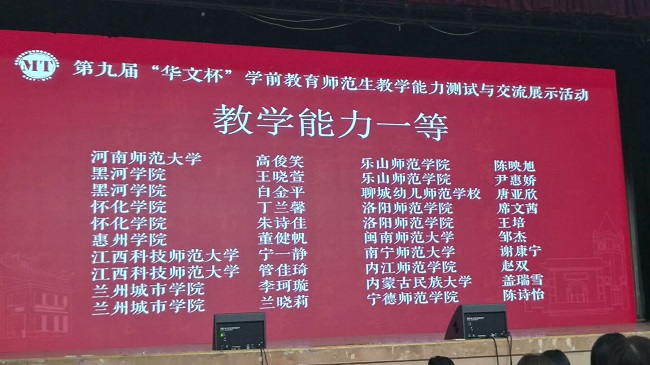 MT
第九届“华文杯”学前教育师范生教学能力测试与交流展示活动
教学能力一等
河南师范大学 高俊笑
黑河学院 王晓萱
黑河学院 白金平
怀化学院 丁兰馨
怀化学院 朱诗佳
惠州学院 董健帆
江西科技师范大学 宁一静
江西科技师范大学 管佳琦
兰州城市学院 李珂璇
兰州城市学院 兰晓莉
乐山师范学院 陈映旭
乐山师范学院 尹惠娇
聊城幼儿师范学校 唐亚欣
洛阳师范学院 席文茜
洛阳师范学院 王培
闽南师范大学 邹杰
南宁师范大学 谢康宁
内江师范学院 赵双
内蒙古民族大学 盖瑞雪
宁德师范学院 陈诗怡